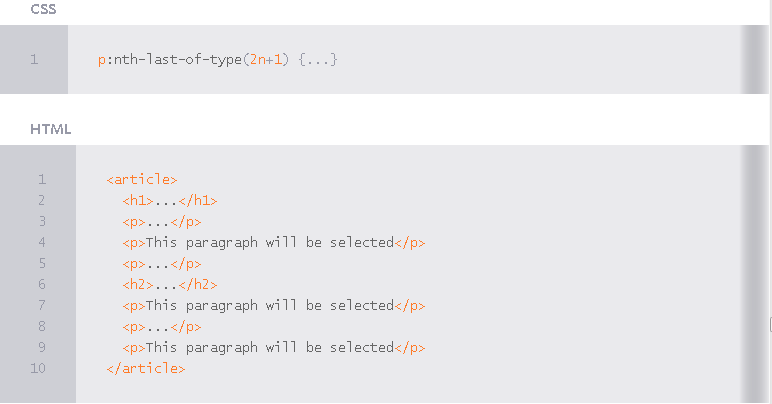 CSS
1 p:nth-last-of-type(2n+1) {...}
HTML
1 <article>
2 <h1>...</h1>
3 <p>...</p>
4 <p>This paragraph will be selected</p>
5 <p>...</p>
6 <h2>...</h2>
7 <p>This paragraph will be selected</p>
8 <p>...</p>
9 <p>This paragraph will be selected</p>
10 </article>